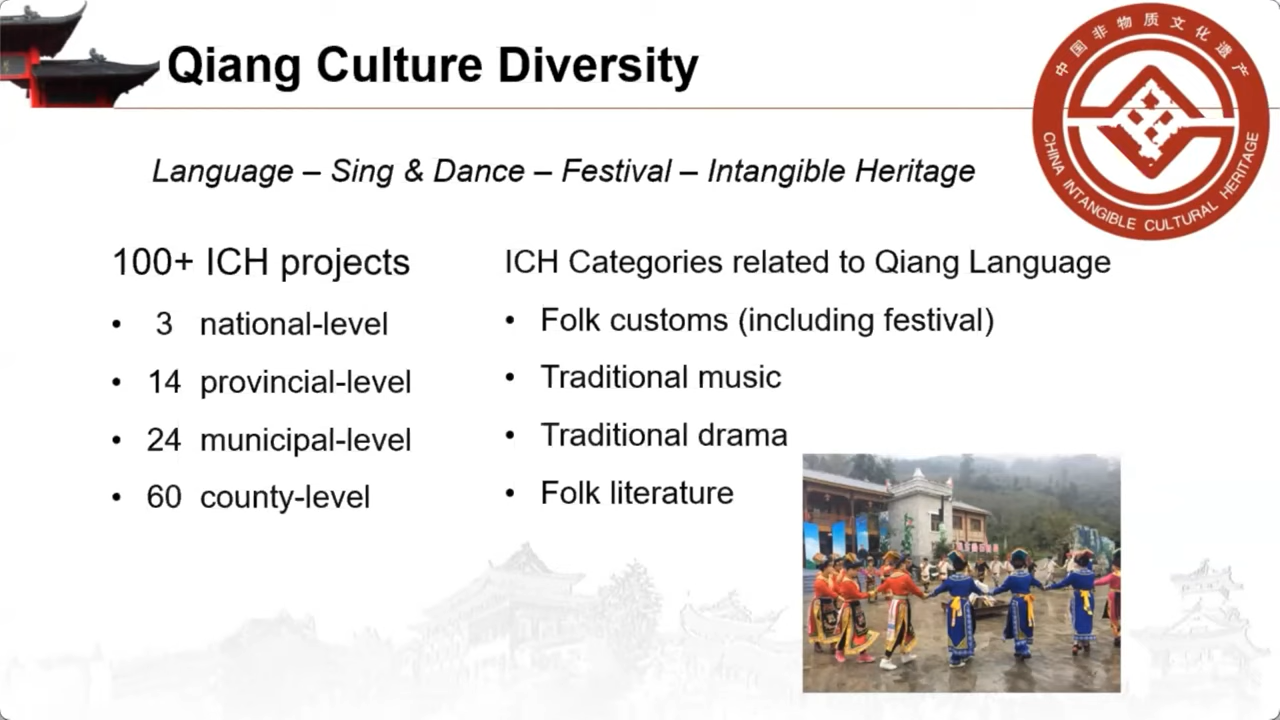 Qiang Culture Diversity
中国非物质文化遗产
CHINA INTANGIBLE CULTURAL HERITAGE
Language – Sing & Dance – Festival – Intangible Heritage
100+ ICH projects
• 3 national-level
• 14 provincial-level
• 24 municipal-level
• 60 county-level
ICH Categories related to Qiang Language
• Folk customs (including festival)
• Traditional music
• Traditional drama
• Folk literature